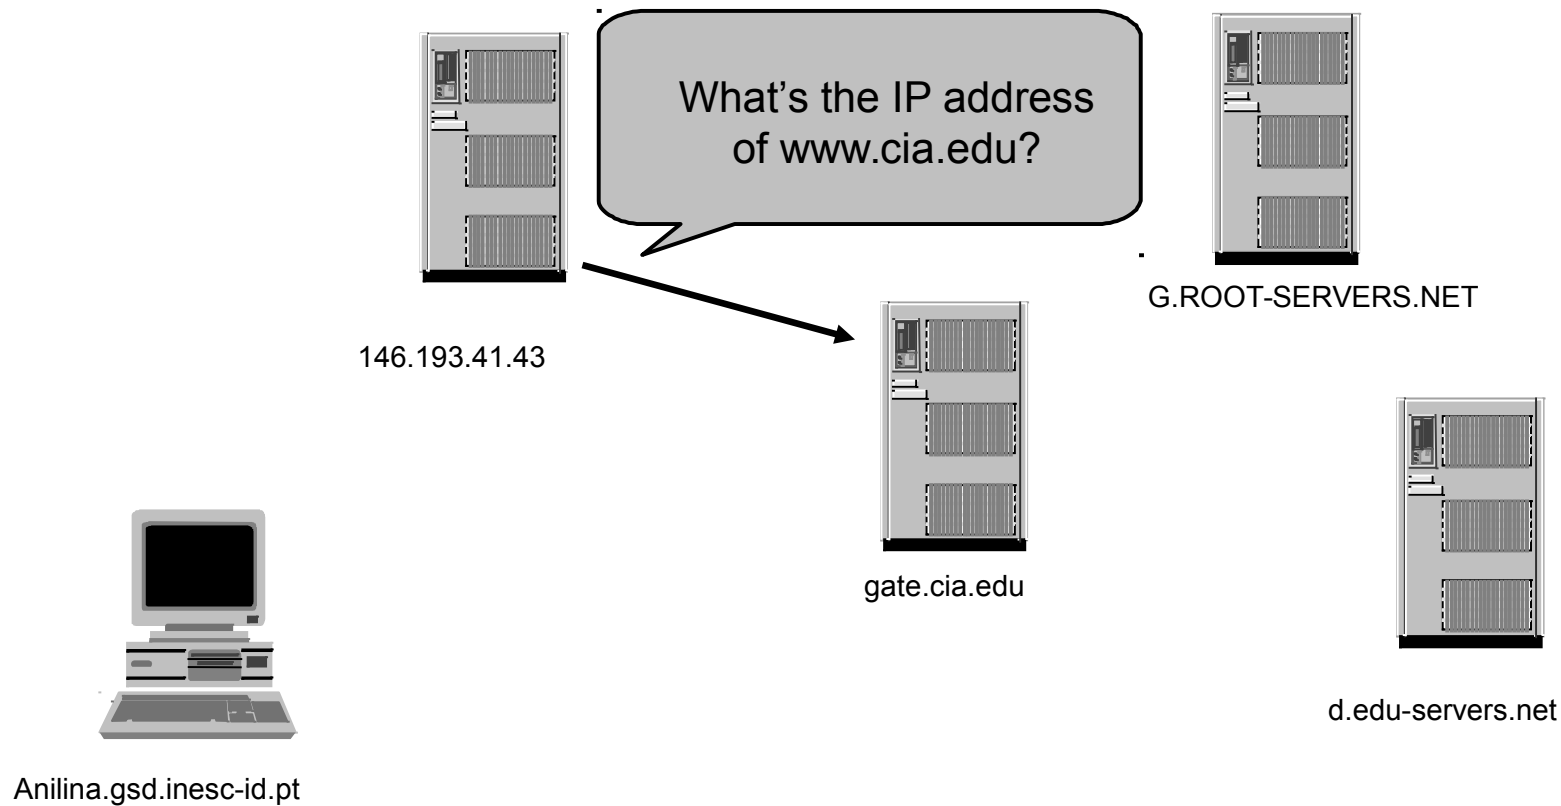 What’s the IP address
of www.cia.edu?
G.ROOT-SERVERS.NET
146.193.41.43
gate.cia.edu
d.edu-servers.net
Anilina.gsd.inesc-id.pt